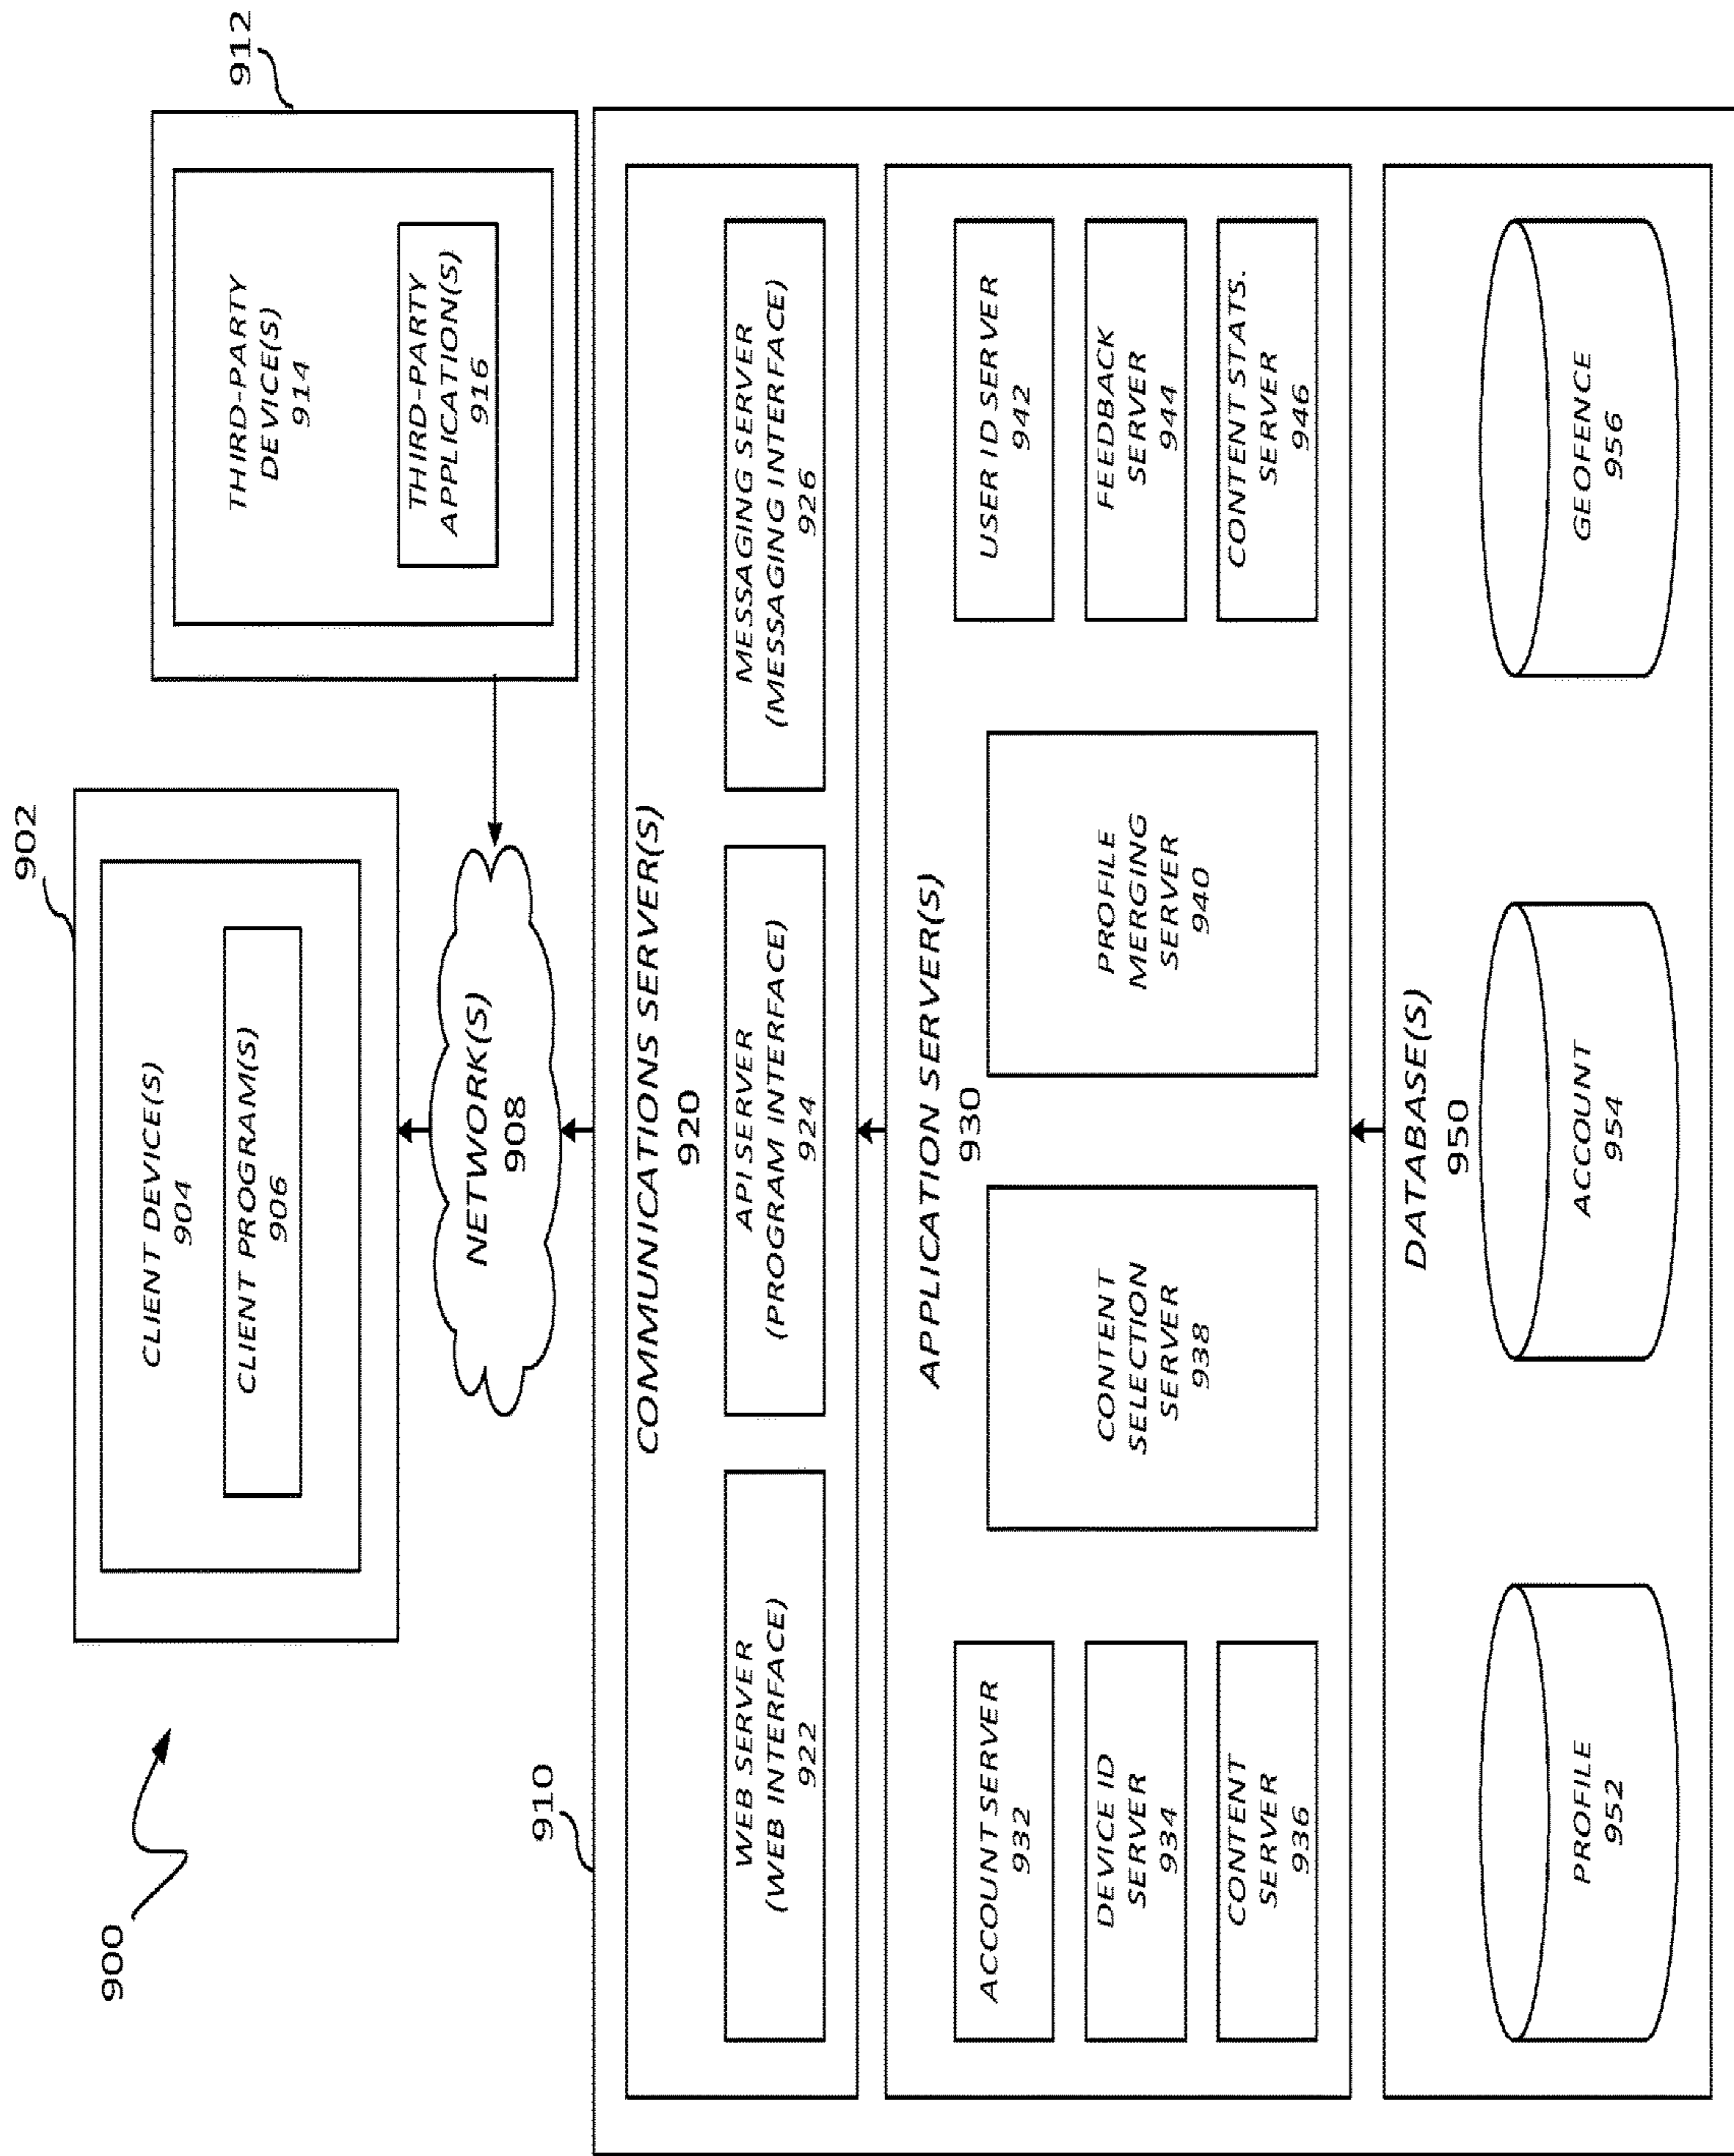 900
902
CLIENT DEVICE(S)
904
CLIENT PROGRAM(S)
906
912
THIRD-PARTY
DEVICE(S)
914
THIRD-PARTY
APPLICATION(S)
916
NETWORK(S)
908
910
COMMUNICATIONS SERVER(S)
920
WEB SERVER
(WEB INTERFACE)
922
API SERVER
(PROGRAM INTERFACE)
924
MESSAGING SERVER
(MESSAGING INTERFACE)
926
APPLICATION SERVER(S)
930
ACCOUNT SERVER
932
DEVICE ID
SERVER
934
CONTENT
SERVER
936
CONTENT
SELECTION
SERVER
938
PROFILE
MERGING
SERVER
940
USER ID SERVER
942
FEEDBACK
SERVER
944
CONTENT STATS.
SERVER
946
DATABASE(S)
950
PROFILE
952
ACCOUNT
954
GEOFENCE
956